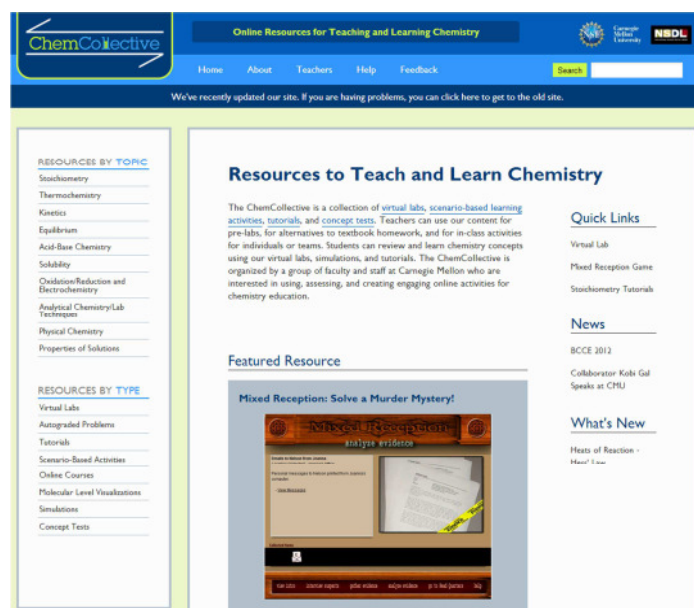 ChemCollective
Online Resources for Teaching and Learning Chemistry
Carnegie
Mellon
University
NSDL
Home About Teachers Help Feedback
Search
We've recently updated our site. If you are having problems, you can click here to get to the old site.
RESOURCES BY TOPIC
Stoichiometry
Thermochemistry
Kinetics
Equilibrium
Acid-Base Chemistry
Solubility
Oxidation/Reduction and
Electrochemistry
Analytical Chemistry/Lab
Techniques
Physical Chemistry
Properties of Solutions
RESOURCES BY TYPE
Virtual Labs
Autograded Problems
Tutorials
Scenario-Based Activities
Online Courses
Molecular Level Visualizations
Simulations
Concept Tests
Resources to Teach and Learn Chemistry
The ChemCollective is a collection of virtual labs, scenario-based learning
activities, tutorials, and concept tests. Teachers can use our content for
pre-labs, for alternatives to textbook homework, and for in-class activities
for individuals or teams. Students can review and learn chemistry concepts
using our virtual labs, simulations, and tutorials. The ChemCollective is
organized by a group of faculty and staff at Carnegie Mellon who are
interested in using, assessing, and creating engaging online activities for
chemistry education.
Featured Resource
Mixed Reception: Solve a Murder Mystery!
Mixed Reception
analyze evidence
View Messages
Quick Links
Virtual Lab
Mixed Reception Game
Stoichiometry Tutorials
News
BCCE 2012
Collaborator Kobi Gal
Speaks at CMU
What's New
Heats of Reaction -
Hess' Law